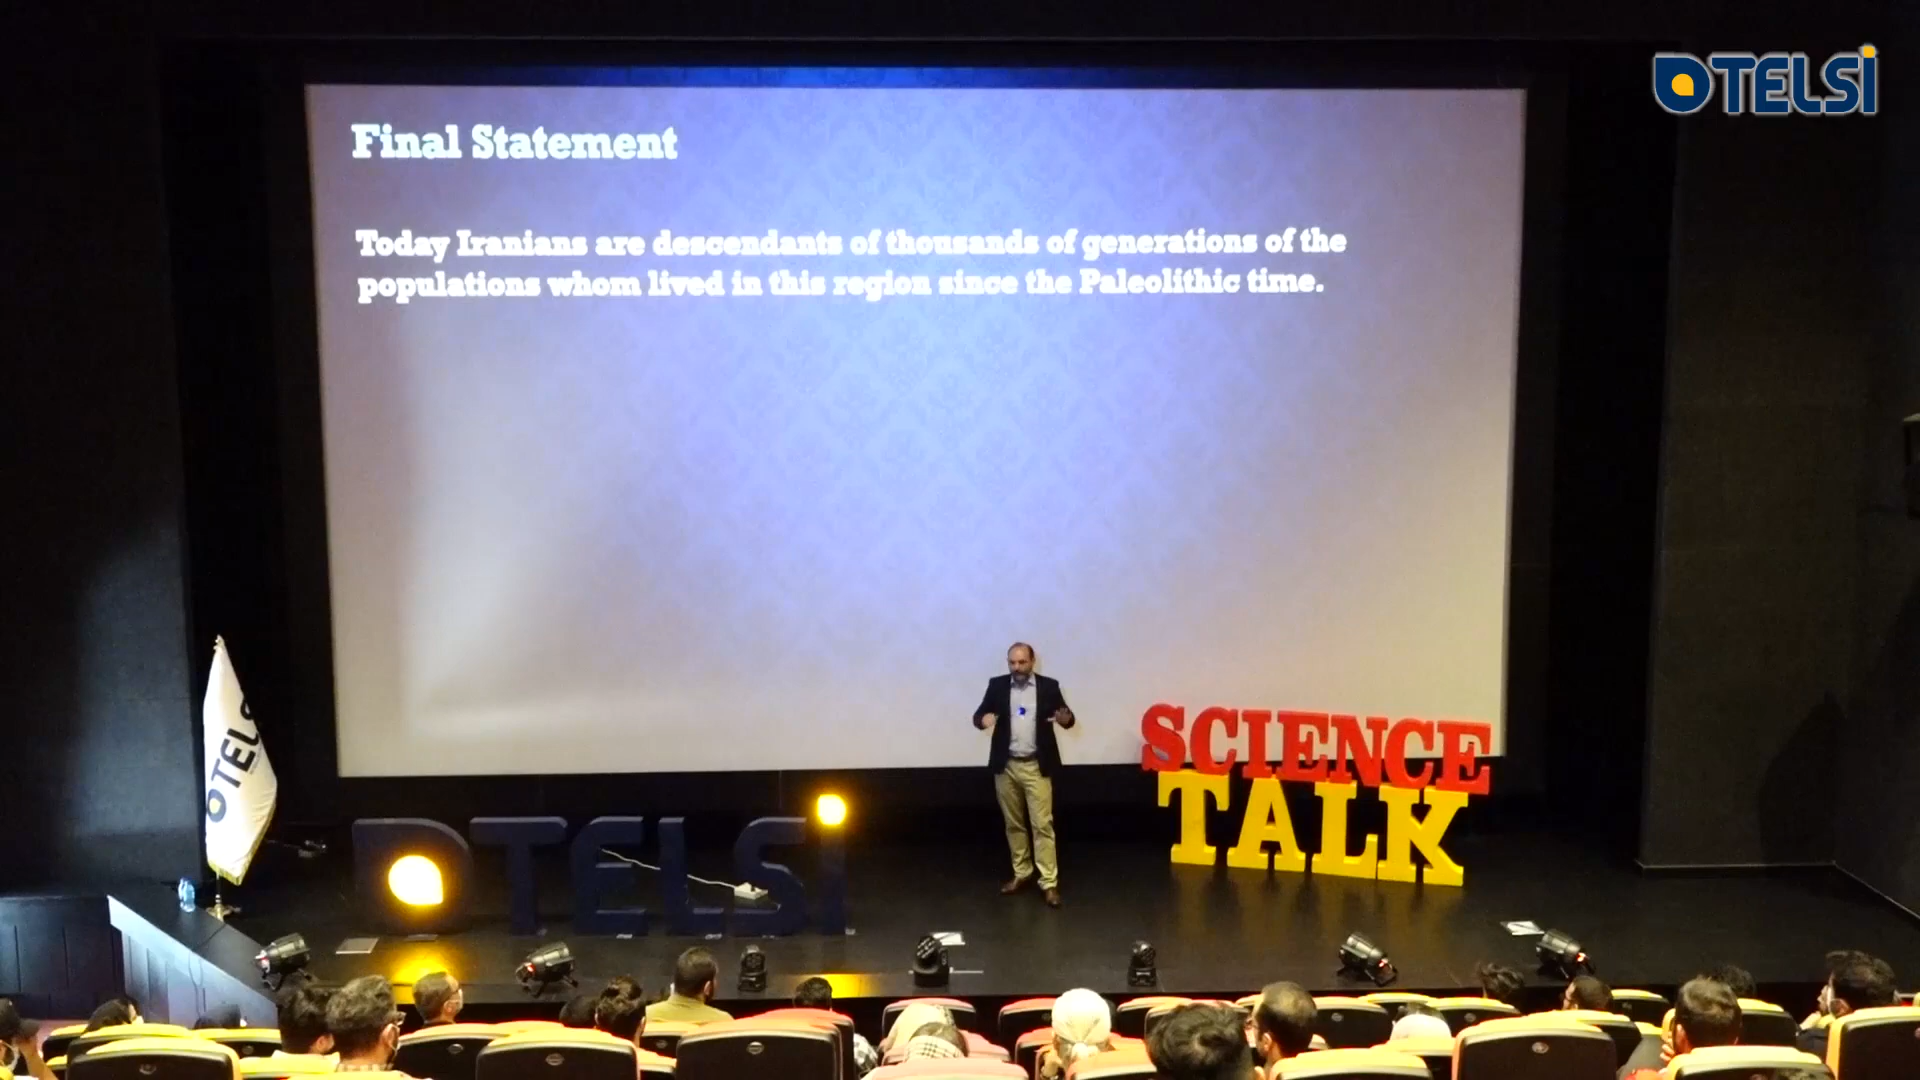 OTELSi
Final Statement
Today Iranians are descendants of thousands of generations of the
populations whom lived in this region since the Paleolithic time.
OTELS
SCIENCE
TALK
OTELSi